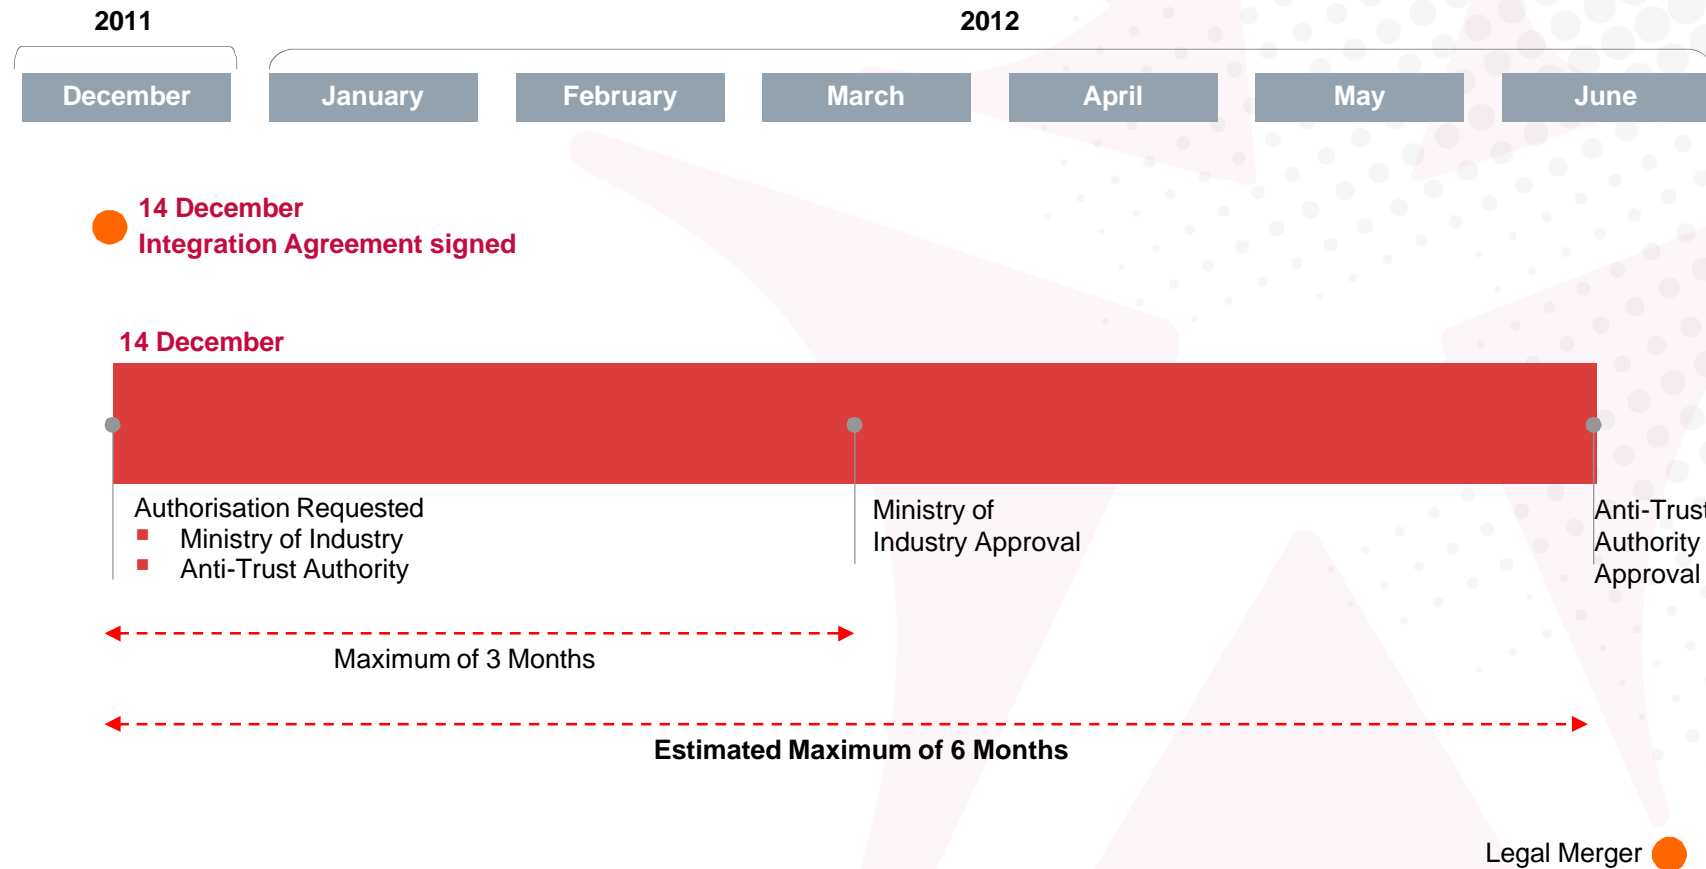 2011
2012
December
January
February
March
April
May
June
14 December
Integration Agreement signed
14 December
Authorisation Requested
Ministry of Industry
Anti-Trust Authority
Ministry of
Industry Approval
Anti-Trust
Authority
Approval
Maximum of 3 Months
Estimated Maximum of 6 Months
Legal Merger